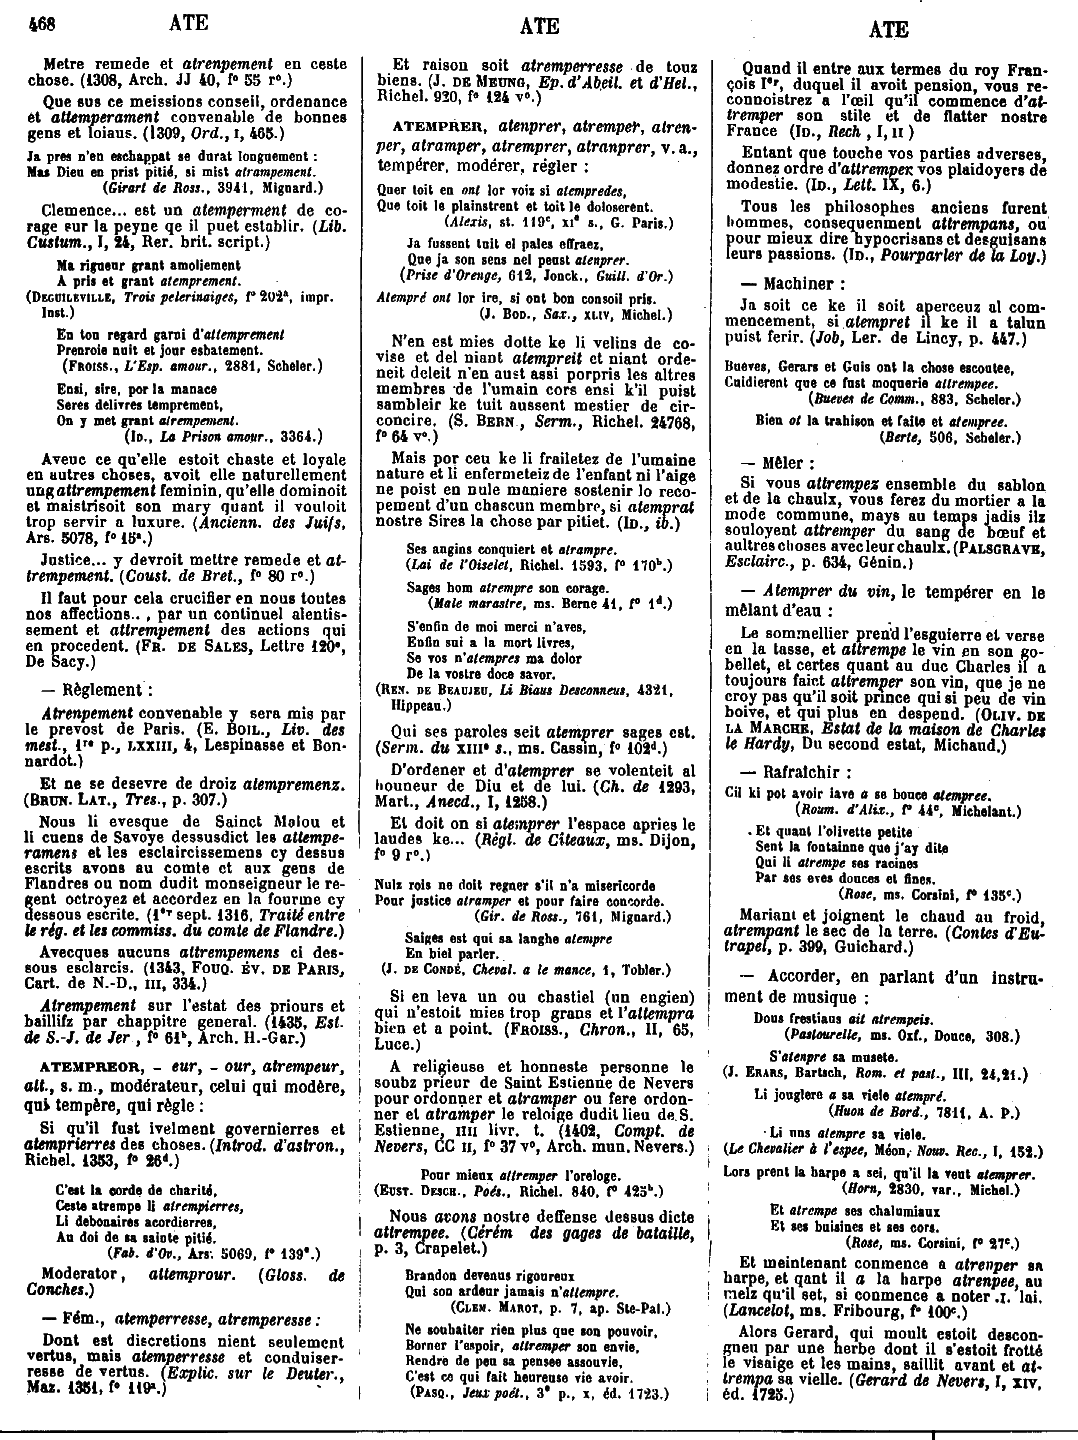 468
ATE
ATE
ATE
Metre remede et atrenpement en ceste
chose. (1308, Arch. JJ 40, f° 55 r°.)
Que sus ce meissions conseil, ordenance
et attemperament convenable de bonnes
gens et loiaus. (1309, Ord., I, 465.)
Ja pres n'en eschappat se durat longuement :
Mas Dieu en prist pitié, si mist atrampement.
(Girart de Ross., 3941, Mignard.)
Clemence... est un atemperment de co-
rage sur la peyne qe il puet establir. (Lib.
Custum., I, 24, Rer. brit. script.)
Ma rigueur grant amoliement
A pris et grant atemprement.
(DEGUILEVILLE, Trois pelerinaiges, f° 202ª, impr.
Inst.)
En ton regard garni d'attemprement
Prenroie nuit et jour esbatement.
(FROISS., L'Esp. amour., 2881, Scheler.)
Ensi, sire, por la manace
Seres delivres temprement,
On y met grant atrempement.
(ID., La Prison amour., 3364.)
Avenc ce qu'elle estoit chaste et loyale
en autres choses, avoit elle naturellement
ung attrempement feminin, qu'elle dominoit
et maistrisoit son mary quant il vouloit
trop servir a luxure. (Ancienn. des Juifs,
Ars. 5078, f° 15ª.)
Justice... y devroit mettre remede et at-
trempement. (Coust. de Bret., f° 80 r°.)
Il faut pour cela crucifier en nous toutes
nos affections.. , par un continuel alentis-
sement et attrempement des actions qui
en procedent. (FR. DE SALES, Lettre 120°,
De Sacy.)
— Règlement :
Atrenpement convenable y sera mis par
le prevost de Paris. (E. BOIL., Liv. des
mest., 1re p., LXXIII, 4, Lespinasse et Bon-
nardot.)
Et ne se desevre de droiz atempremenz.
(BRUN. LAT., Tres., p. 307.)
Nous li evesque de Sainct Malou et
li cuens de Savoye dessusdict les attempe-
ramens et les esclaircissemens cy dessus
escrits avons au comte et aux gens de
Flandres ou nom dudit monseigneur le re-
gent octroyez et accordez en la fourme cy
dessous escrite. (1er sept. 1316, Traité entre
le rég. et les commiss. du comte de Flandre.)
Avecques aucuns attrempemens ci des-
sous esclarcis. (1343, FOUQ. ÉV. DE PARIS,
Cart. de N.-D., III, 334.)
Atrempement sur l'estat des priours et
baillifz par chappitre general. (1435, Est.
de S.-J. de Jer , f° 61b, Arch. H.-Gar.)
ATEMPREOR, - eur, - our, atrempeur,
att., s. m., modérateur, celui qui modère,
qui tempère, qui règle :
Si qu'il fust ivelment governierres et
atemprierres des choses. (Introd. d'astron.,
Richel. 1353, f° 26d.)
C'est la corde de charité,
Ceste atrempe li atrempierres,
Li debonaires acordierres,
Au doi de sa sainte pitié.
(Fab. d'Ov., Ars. 5069, f° 139ª.)
Moderator, attemprour. (Gloss. de
Conches.)
— Fém., atemperresse, atremperesse :
Dont est discretions nient seulement
vertus, mais atemperresse et conduiser-
resse de vertus. (Explic. sur le Deuter.,
Maz. 1351, f° 119ª.)
Et raison soit atremperresse de touz
biens. (J. DE MEUNG, Ep. d'Abeil. et d'Hel.,
Richel. 920, f° 124 v°.)
ATEMPRER, atenprer, atremper, atren-
per, atramper, atremprer, atranprer, v. a.,
tempérer, modérer, régler :
Quer toit en ont lor voiz si atempredes,
Que toit le plainstrent et toit le doloserent.
(Alexis, st. 119e, XIe s., G. Paris.)
Ja fussent tuit el pales effraez,
Que ja son sens nel peust atenprer.
(Prise d'Orenge, 612, Jonck., Guill. d'Or.)
Atempré ont lor ire, si ont bon consoil pris.
(J. BOD., Sax., XLIV, Michel.)
N'en est mies dotte ke li velins de co-
vise et del niant atempreit et niant orde-
neit deleit n'en aust assi porpris les altres
membres de l'umain cors ensi k'il puist
sambleir ke tuit aussent mestier de cir-
concire. (S. BERN , Serm., Richel. 24768,
f° 64 v°.)
Mais por ceu ke li frailetez de l'umaine
nature et li enfermeteiz de l'enfant ni l'aige
ne poist en nule maniere sostenir lo reco-
pement d'un chascun membre, si atemprat
nostre Sires la chose par pitiet. (ID., ib.)
Ses angins conquiert et atrampre.
(Lai de l'Oiselet, Richel. 1593, f° 170b.)
Sages hom atrempre son corage.
(Male marastre, ms. Berne 41, f° 1d.)
S'enfin de moi merci n'aves,
Enfin sui a la mort livres,
Se vos n'atempres ma dolor
De la vostre doce savor.
(REN. DE BEAUJEU, Li Biaus Desconneus, 4321,
Hippeau.)
Qui ses paroles seit atemprer sages est.
(Serm. du XIIIe s., ms. Cassin, f° 102d.)
D'ordener et d'atemprer se volenteit al
houneur de Diu et de lui. (Ch. de 1293,
Mart., Anecd., I, 1258.)
Et doit on si atemprer l'espace apries le
laudes ke... (Régl. de Cîteaux, ms. Dijon,
f° 9 r°.)
Nulz rois ne doit regner s'il n'a misericorde
Pour justice atramper et pour faire concorde.
(Gir. de Ross., 761, Mignard.)
Saiges est qui sa langhe atempre
En biel parler.
(J. DE CONDÉ, Cheval. a le mance, 1, Tobler.)
Si en leva un ou chastiel (un engien)
qui n'estoit mies trop grans et l'attempra
bien et a point. (FROISS., Chron., II, 65,
Luce.)
A religieuse et honneste personne le
soubz prieur de Saint Estienne de Nevers
pour ordonner et atramper ou fere ordon-
ner et atramper le reloige dudit lieu de S.
Estienne, IIII livr. t. (1402, Compt. de
Nevers, CC II, f° 37 v°, Arch. mun. Nevers.)
Pour mieux attremper l'oreloge.
(EUST. DESCH., Poés., Richel. 840, f° 425b.)
Nous avons nostre deffense dessus dicte
attrempee. (Cérém des gages de bataille,
p. 3, Crapelet.)
Brandon devenus rigoureux
Qui son ardeur jamais n'attempre.
(CLEM. MAROT, p. 7, ap. Ste-Pal.)
Ne souhaiter rien plus que son pouvoir,
Borner l'espoir, attremper son envie,
Rendre de peu sa pensee assouvie,
C'est ce qui fait heureuse vie avoir.
(PASQ., Jeux poét., 3e p., X, éd. 1723.)
Quand il entre aux termes du roy Fran-
çois Ier, duquel il avoit pension, vous re-
connoistrez a l'œil qu'il commence d'at-
tremper son stile et de flatter nostre
France (ID., Rech , I, II )
Entant que touche vos parties adverses,
donnez ordre d'attremper vos plaidoyers de
modestie. (ID., Lett. IX, 6.)
Tous les philosophes anciens furent
hommes, consequenment attrempans, ou
pour mieux dire hypocrisans et desguisans
leurs passions. (ID., Pourparler de la Loy.)
— Machiner :
Ja soit ce ke il soit aperceuz al com-
mencement, si atempret il ke il a talun
puist ferir. (Job, Ler. de Lincy, p. 447.)
Bueves, Gerars et Guis ont la chose escoutee,
Cuidierent que ce fust moquerie attrempee.
(Bueves de Comm., 883, Scheler.)
Bien ot la trahison et faite et atempree.
(Berte, 506, Scheler.)
— Mêler :
Si vous attrempez ensemble du sablon
et de la chaulx, vous ferez du mortier a la
mode commune, mays au temps jadis ilz
souloyent attremper du sang de bœuf et
aultres choses avec leur chaulx. (PALSGRAVE,
Esclairc., p. 634, Génin.)
— Atemprer du vin, le tempérer en le
mêlant d'eau :
Le sommellier prend l'esguierre et verse
en la tasse, et attrempe le vin en son go-
bellet, et certes quant au duc Charles il a
toujours faict attremper son vin, que je ne
croy pas qu'il soit prince qui si peu de vin
boive, et qui plus en despend. (OLIV. DE
LA MARCHE, Estat de la maison de Charles
le Hardy, Du second estat, Michaud.)
— Rafraîchir :
Cil ki pot avoir iave a se bouce atempree.
(Roum. d'Alix., f° 44c, Michelant.)
Et quant l'olivette petite
Sent la fontainne que j'ay dite
Qui li atrempe ses racines
Par ses eves douces et fines.
(Rose, ms. Corsini, f° 135c.)
Mariant et joignent le chaud au froid,
atrempant le sec de la terre. (Contes d'Eu-
trapel, p. 399, Guichard.)
— Accorder, en parlant d'un instru-
ment de musique :
Dous frestiaus ait atrempeis.
(Pastourelle, ms. Oxf., Douce, 308.)
S'atenpre sa musete.
(J. ERARS, Bartsch, Rom. et past., III, 24,21.)
Li jouglere a sa viele atempré.
(Huon de Bord., 7811, A. P.)
Li uns atempre sa viele.
(Le Chevalier à l'espee, Méon, Nouv. Rec., I, 152.)
Lors prent la harpe a sei, qu'il la veut atemprer.
(Horn, 2830, var., Michel.)
Et atrempe ses chalumiaux
Et ses buisines et ses cors.
(Rose, ms. Corsini, f° 27c.)
Et meintenant conmence a atrenper sa
harpe, et qant il a la harpe atrenpee, au
melz qu'il set, si conmence a noter .I. lai.
(Lancelot, ms. Fribourg, f° 100c.)
Alors Gerard, qui moult estoit descon-
gneu par une herbe dont il s'estoit frotté
le visaige et les mains, saillit avant et at-
trempa sa vielle. (Gerard de Nevers, I, XIV,
éd. 1725.)